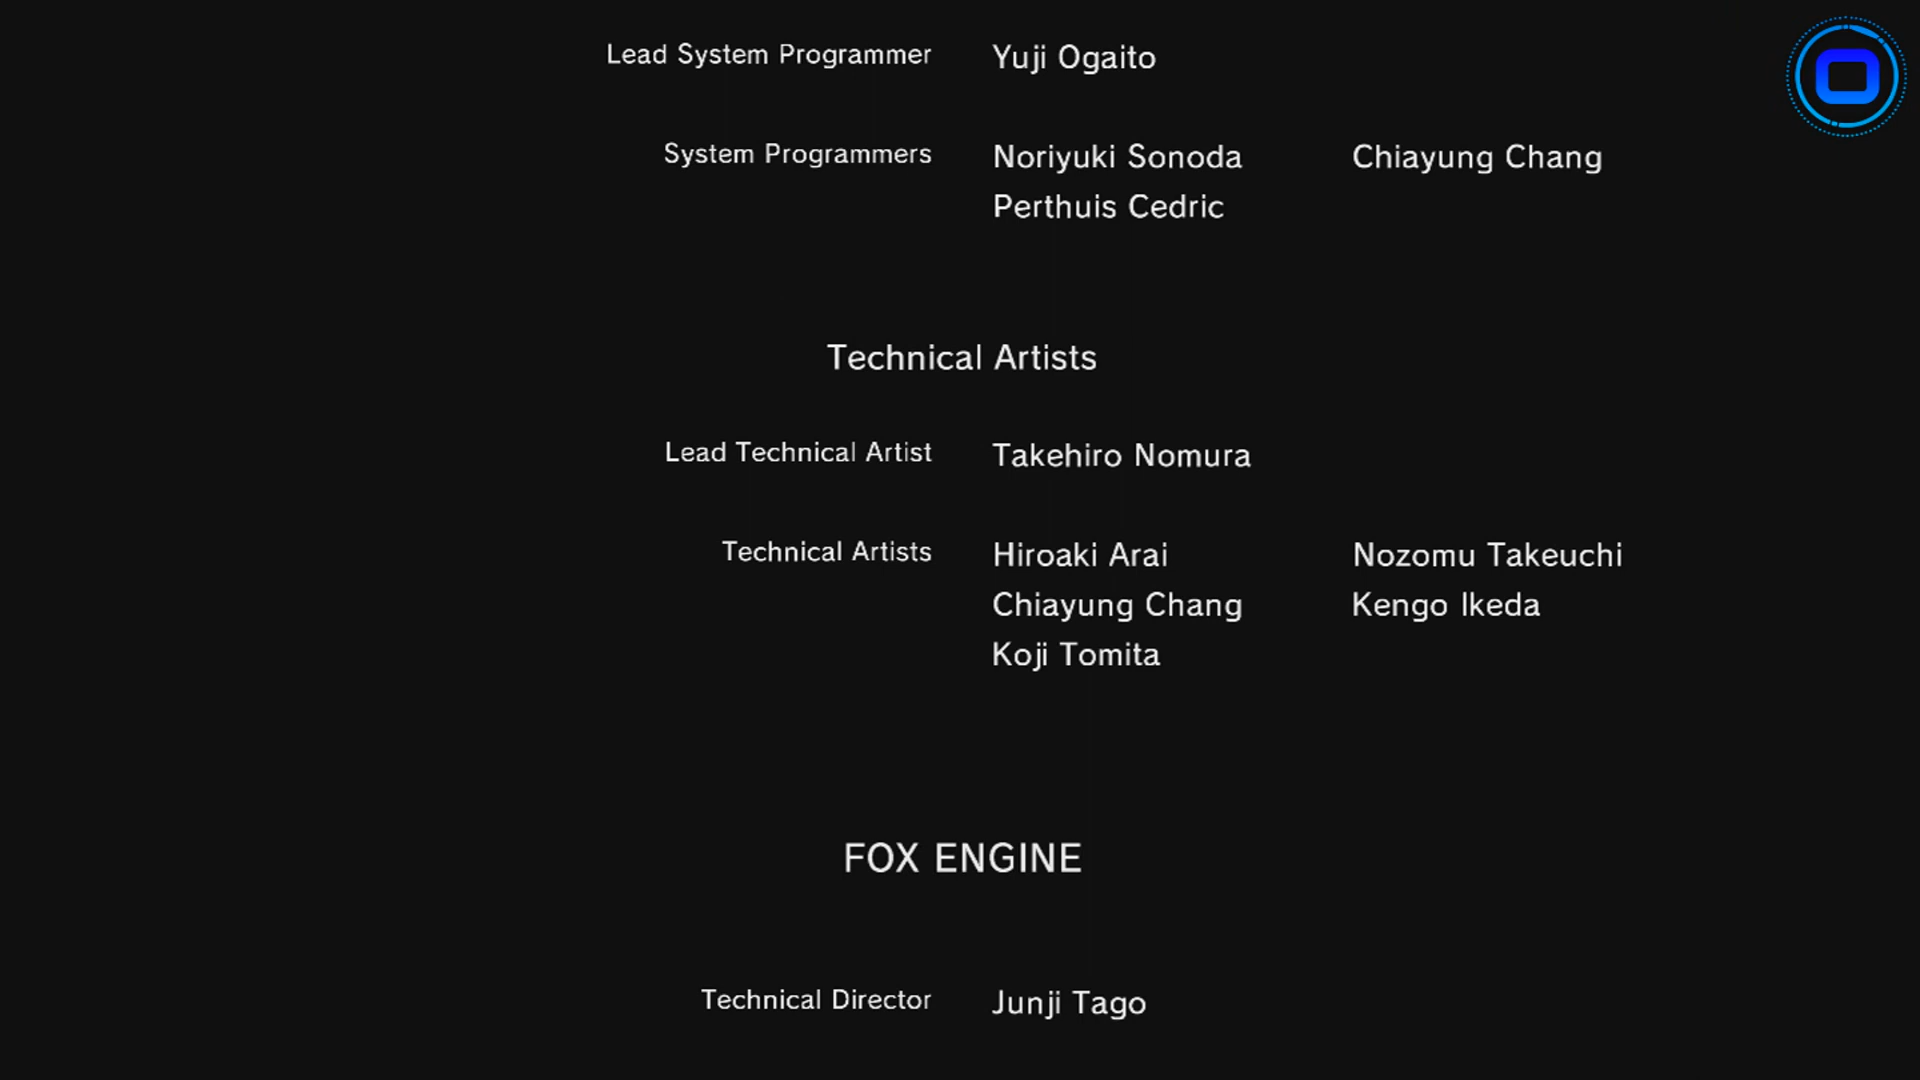 Lead System Programmer Yuji Ogaito
System Programmers Noriyuki Sonoda Chiayung Chang
Perthuis Cedric
Technical Artists
Lead Technical Artist Takehiro Nomura
Technical Artists Hiroaki Arai Nozomu Takeuchi
Chiayung Chang Kengo Ikeda
Koji Tomita
FOX ENGINE
Technical Director Junji Tago